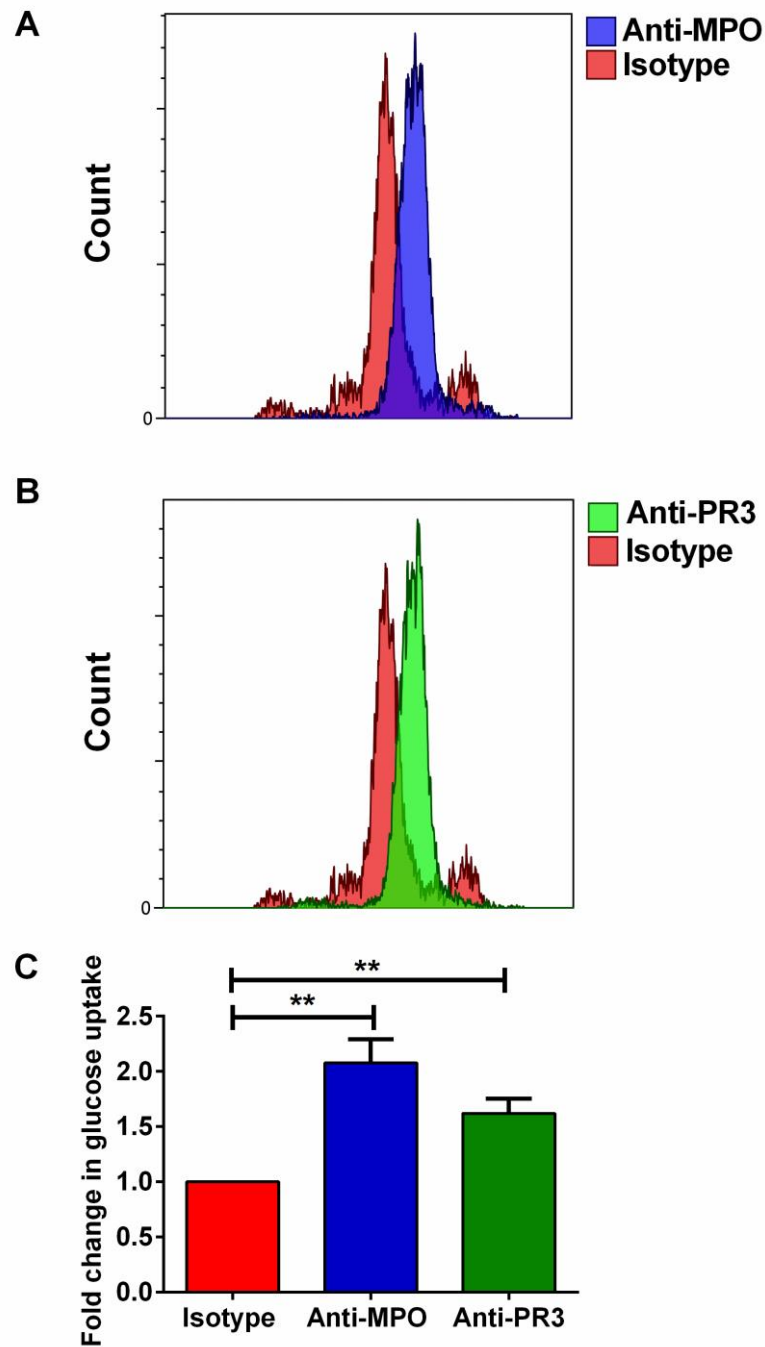 A
Anti-MPO
Isotype
Count
0
B
Anti-PR3
Isotype
Count
0
C
**
**
Fold change in glucose uptake
2.5
2.0
1.5
1.0
0.5
0.0
Isotype
Anti-MPO
Anti-PR3